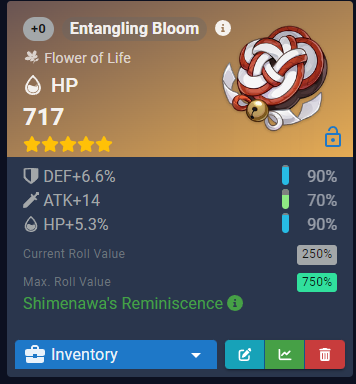 +0 Entangling Bloom
Flower of Life
HP
717
DEF+6.6% 90%
ATK+14 70%
HP+5.3% 90%
Current Roll Value 250%
Max. Roll Value 750%
Shimenawa's Reminiscence
Inventory